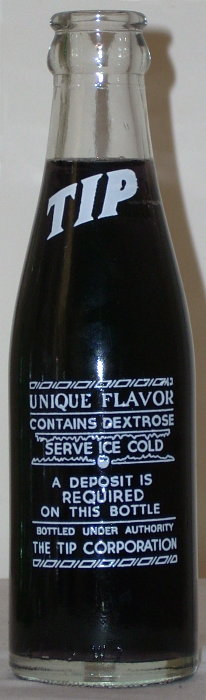 TIP
UNIQUE FLAVOR
CONTAINS DEXTROSE
SERVE ICE COLD
A DEPOSIT IS
REQUIRED
ON THIS BOTTLE
BOTTLED UNDER AUTHORITY
THE TIP CORPORATION